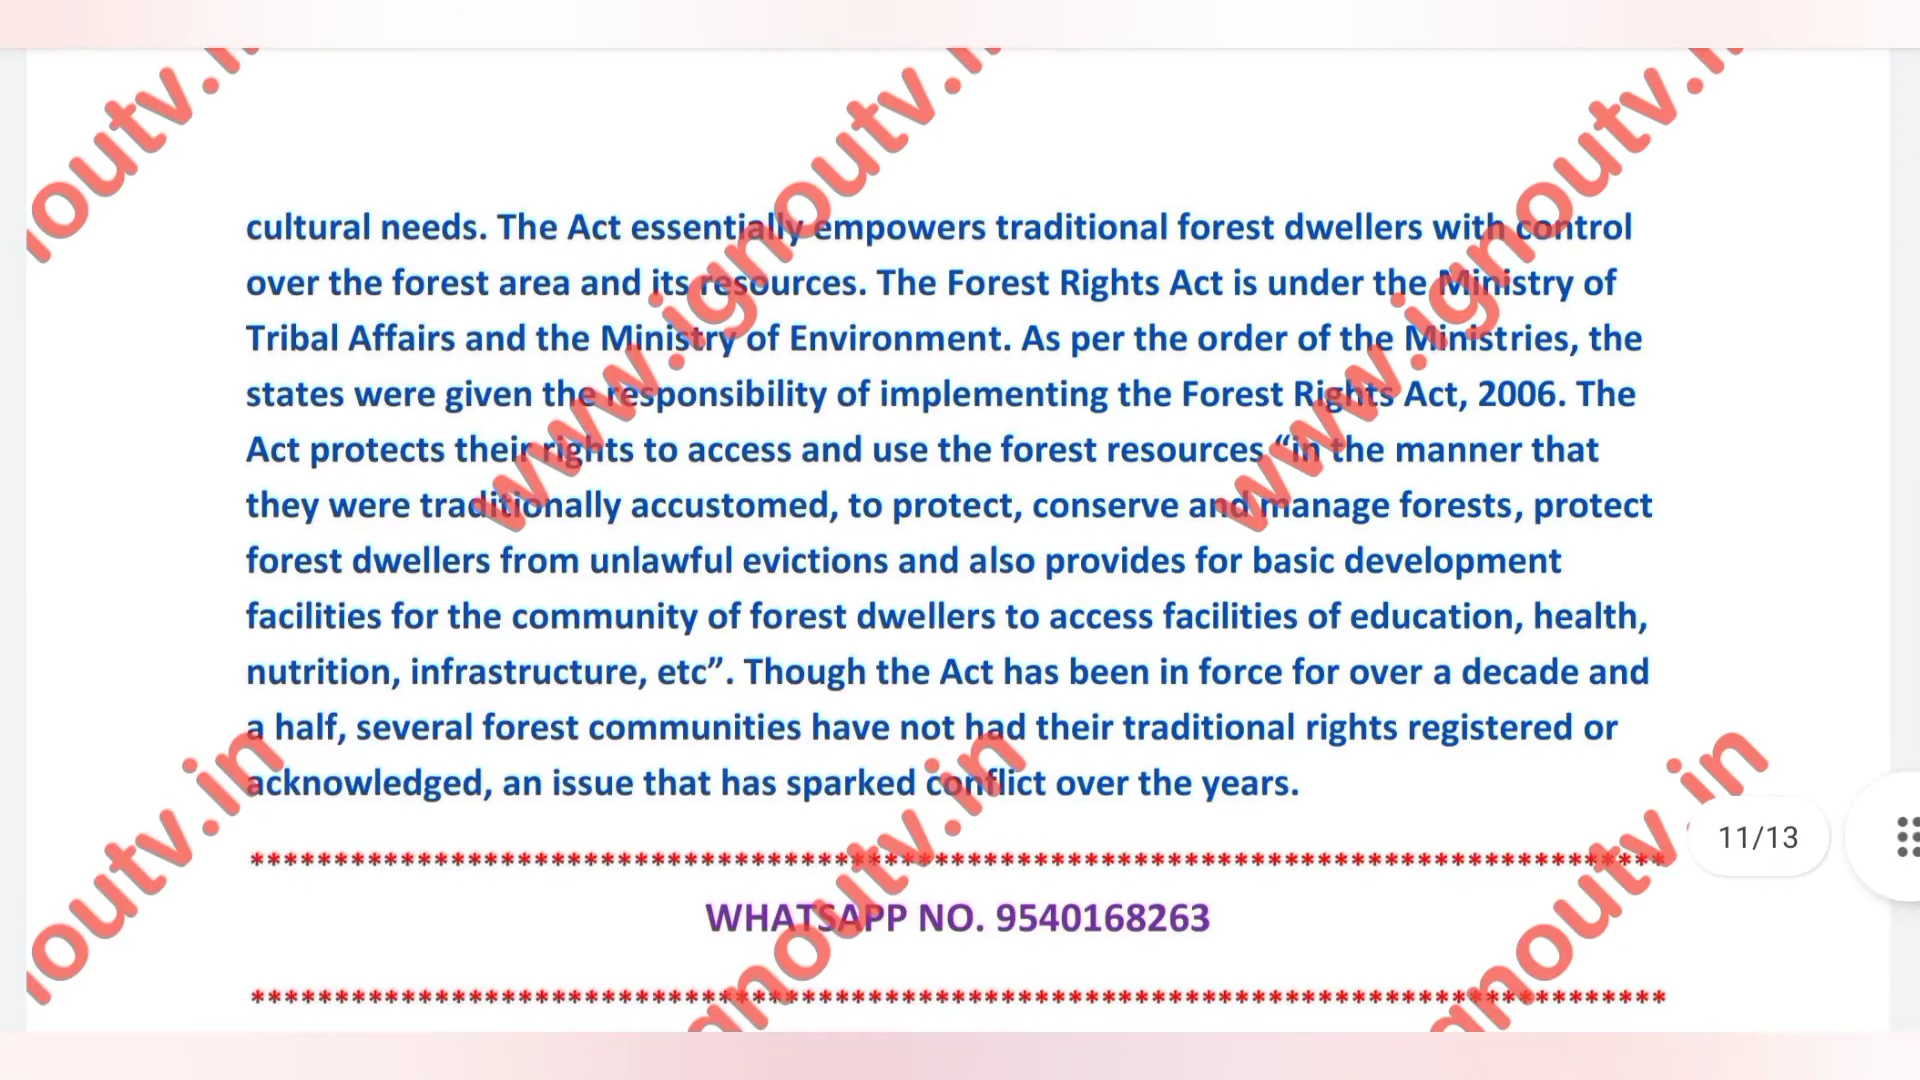 cultural needs. The Act essentially empowers traditional forest dwellers with control
over the forest area and its resources. The Forest Rights Act is under the Ministry of
Tribal Affairs and the Ministry of Environment. As per the order of the Ministries, the
states were given the responsibility of implementing the Forest Rights Act, 2006. The
Act protects their rights to access and use the forest resources “in the manner that
they were traditionally accustomed, to protect, conserve and manage forests, protect
forest dwellers from unlawful evictions and also provides for basic development
facilities for the community of forest dwellers to access facilities of education, health,
nutrition, infrastructure, etc”. Though the Act has been in force for over a decade and
a half, several forest communities have not had their traditional rights registered or
acknowledged, an issue that has sparked conflict over the years.
11/13
WHATSAPP NO. 9540168263
www.ignoutv.in
www.ignoutv.in